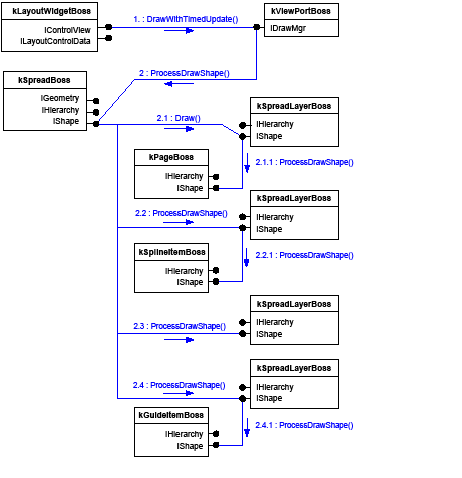 kLayoutWidgetBoss
IControlView
ILayoutControlData
1. : DrawWithTimedUpdate()
kViewPortBoss
IDrawMgr
2 : ProcessDrawShape()
kSpreadBoss
IGeometry
IHierarchy
IShape
2.1 : Draw()
kSpreadLayerBoss
IHierarchy
IShape
2.1.1 : ProcessDrawShape()
kPageBoss
IHierarchy
IShape
2.2 : ProcessDrawShape()
kSpreadLayerBoss
IHierarchy
IShape
2.2.1 : ProcessDrawShape()
kSplineItemBoss
IHierarchy
IShape
2.3 : ProcessDrawShape()
kSpreadLayerBoss
IHierarchy
IShape
2.4 : ProcessDrawShape()
kSpreadLayerBoss
IHierarchy
IShape
2.4.1 : ProcessDrawShape()
kGuideItemBoss
IHierarchy
IShape